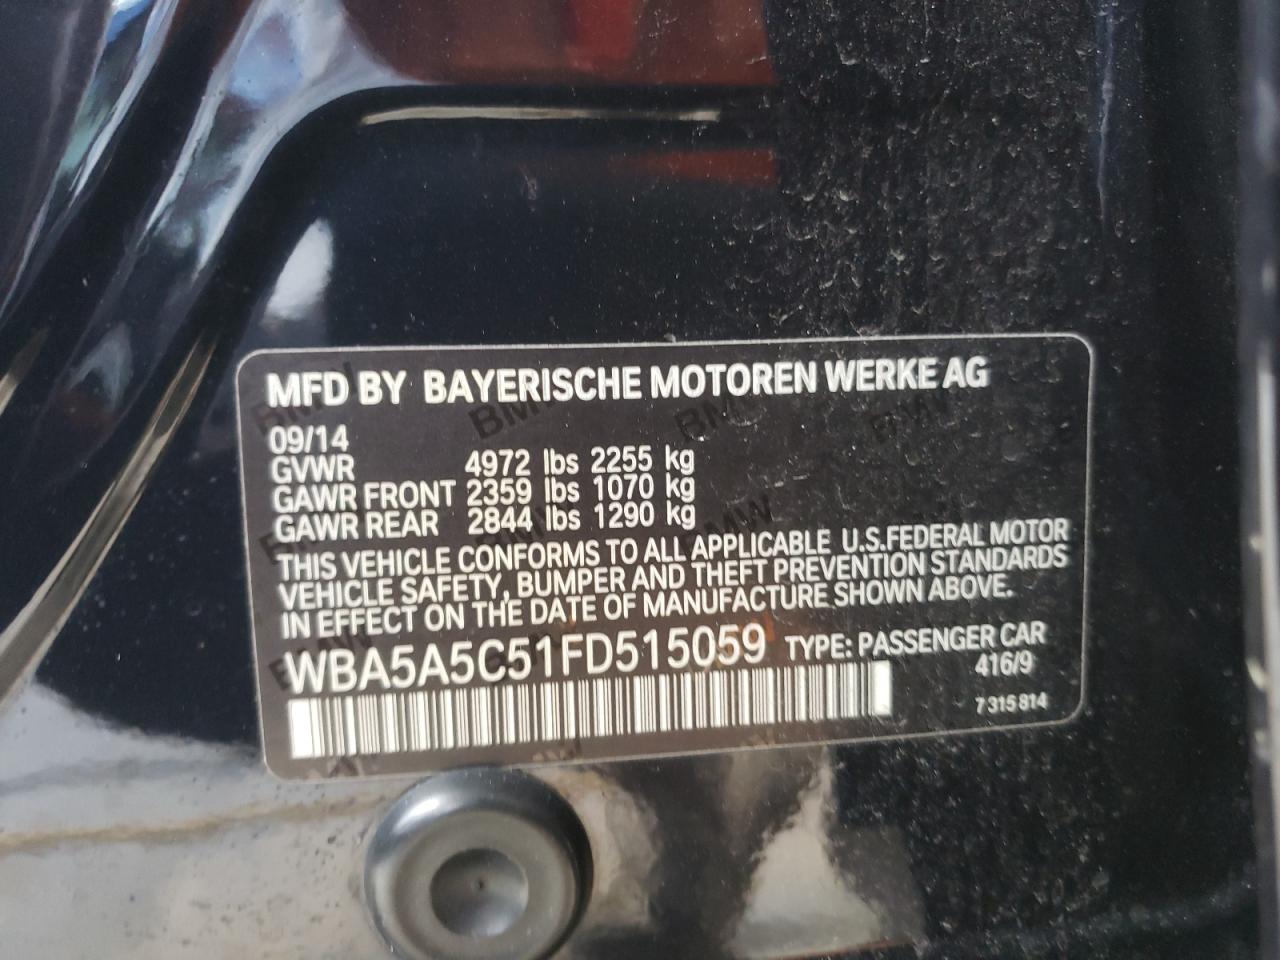 MFD BY BAYERISCHE MOTOREN WERKE AG
09/14
GVWR 4972 lbs 2255 kg
GAWR FRONT 2359 lbs 1070 kg
GAWR REAR 2844 lbs 1290 kg
THIS VEHICLE CONFORMS TO ALL APPLICABLE U.S.FEDERAL MOTOR
VEHICLE SAFETY, BUMPER AND THEFT PREVENTION STANDARDS
IN EFFECT ON THE DATE OF MANUFACTURE SHOWN ABOVE.
WBA5A5C51FD515059 TYPE: PASSENGER CAR
416/9
7 315 814